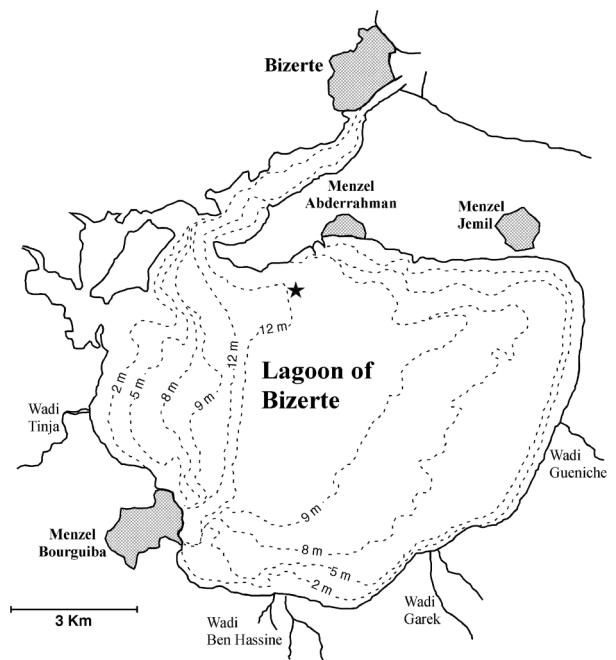 Bizerte
Menzel
Abderrahman
Menzel
Jemil
12 m
12 m
Lagoon of
Bizerte
2 m
5 m
8 m
9 m
Wadi
Tinja
Wadi
Gueniche
Menzel
Bourguiba
9 m
8 m
5 m
2 m
3 Km
Wadi
Ben Hassine
Wadi
Garek